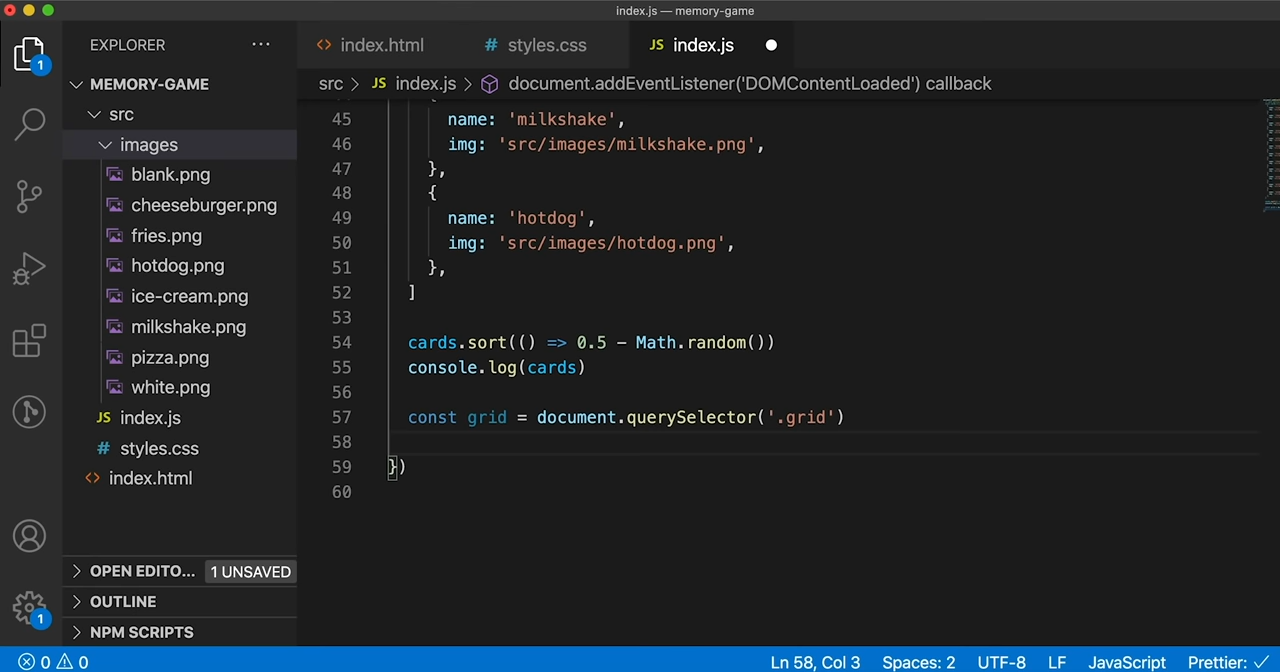 index.js — memory-game
EXPLORER
index.html
# styles.css
JS index.js
src > JS index.js > document.addEventListener('DOMContentLoaded') callback
1
MEMORY-GAME
src
images
blank.png
cheeseburger.png
fries.png
hotdog.png
ice-cream.png
milkshake.png
pizza.png
white.png
JS index.js
# styles.css
<> index.html
OPEN EDITO... 1 UNSAVED
OUTLINE
NPM SCRIPTS
1
45 name: 'milkshake',
46 img: 'src/images/milkshake.png',
47 },
48 {
49 name: 'hotdog',
50 img: 'src/images/hotdog.png',
51 },
52 ]
53
54 cards.sort(() => 0.5 - Math.random())
55 console.log(cards)
56
57 const grid = document.querySelector('.grid')
58
59 })
60
0 0
Ln 58, Col 3 Spaces: 2 UTF-8 LF JavaScript Prettier: ✓